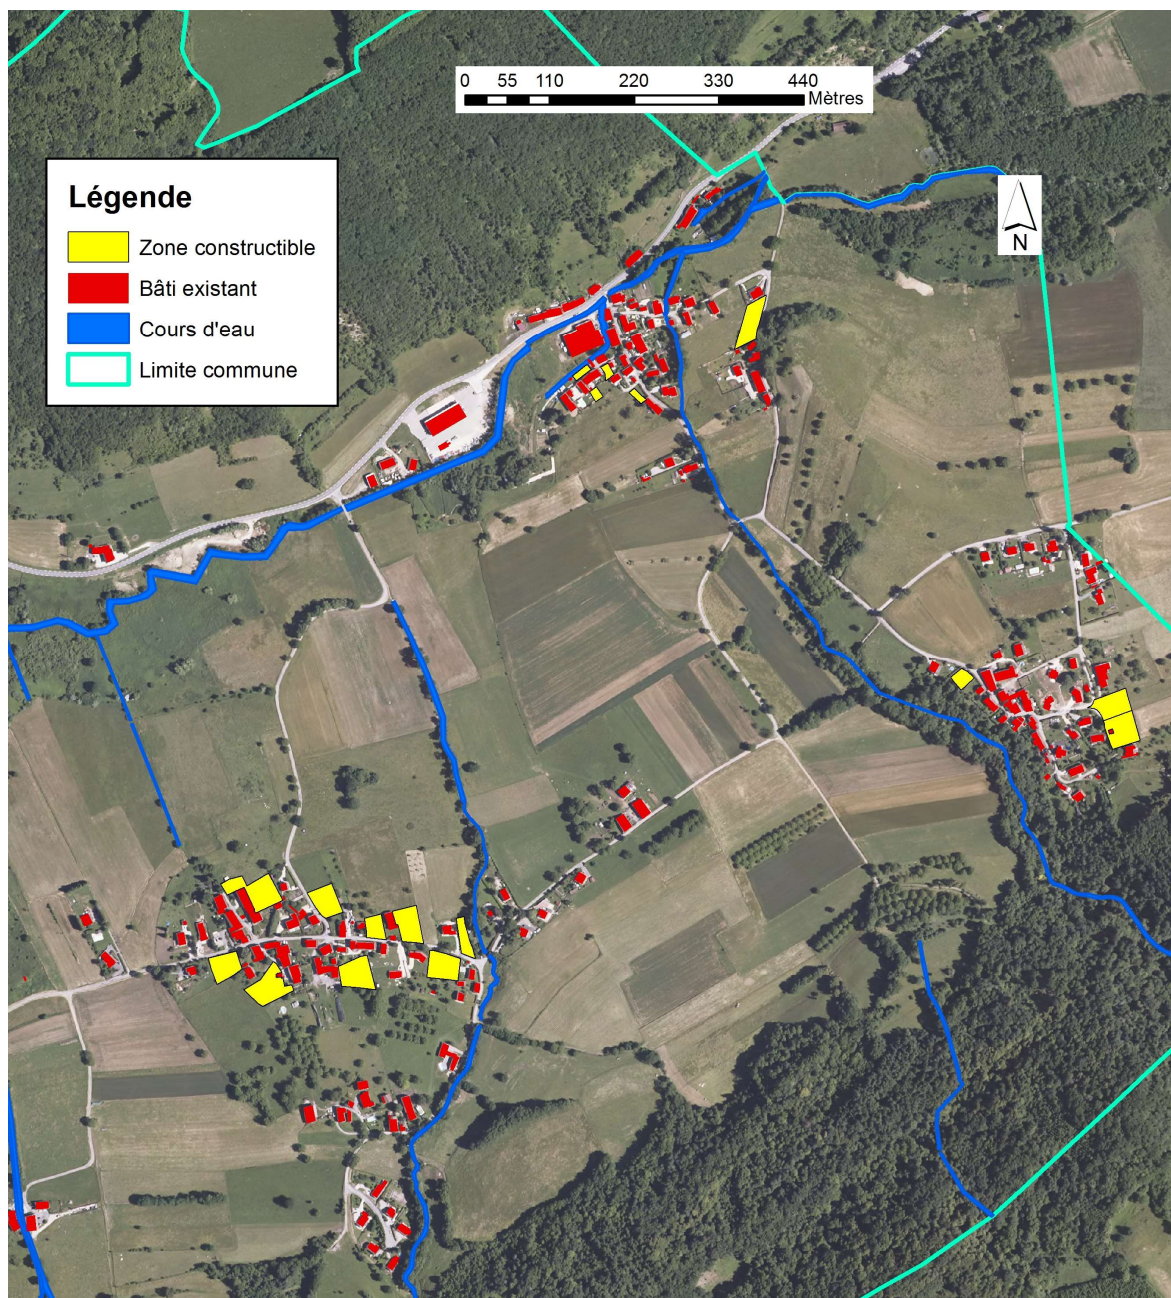 0 55 110 220 330 440
Mètres
Légende
Zone constructible
Bâti existant
Cours d'eau
Limite commune
N